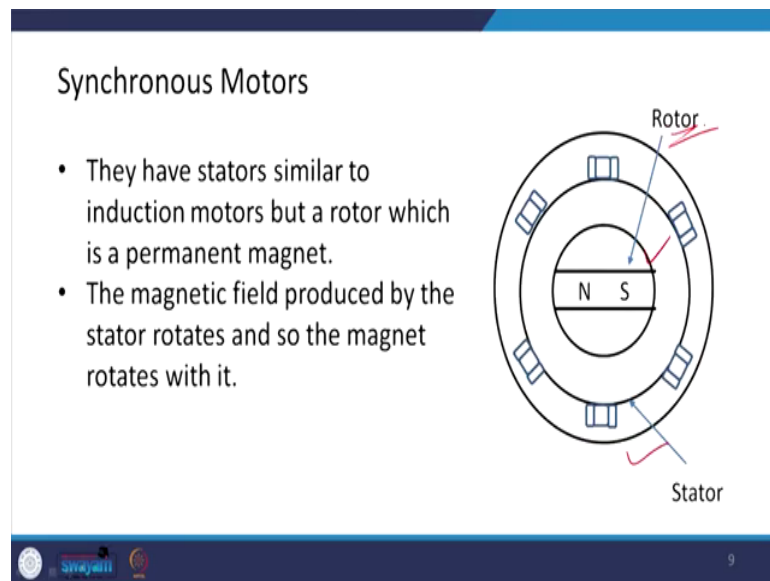 Synchronous Motors
• They have stators similar to
induction motors but a rotor which
is a permanent magnet.
• The magnetic field produced by the
stator rotates and so the magnet
rotates with it.
Rotor
N S
Stator
swayam
9